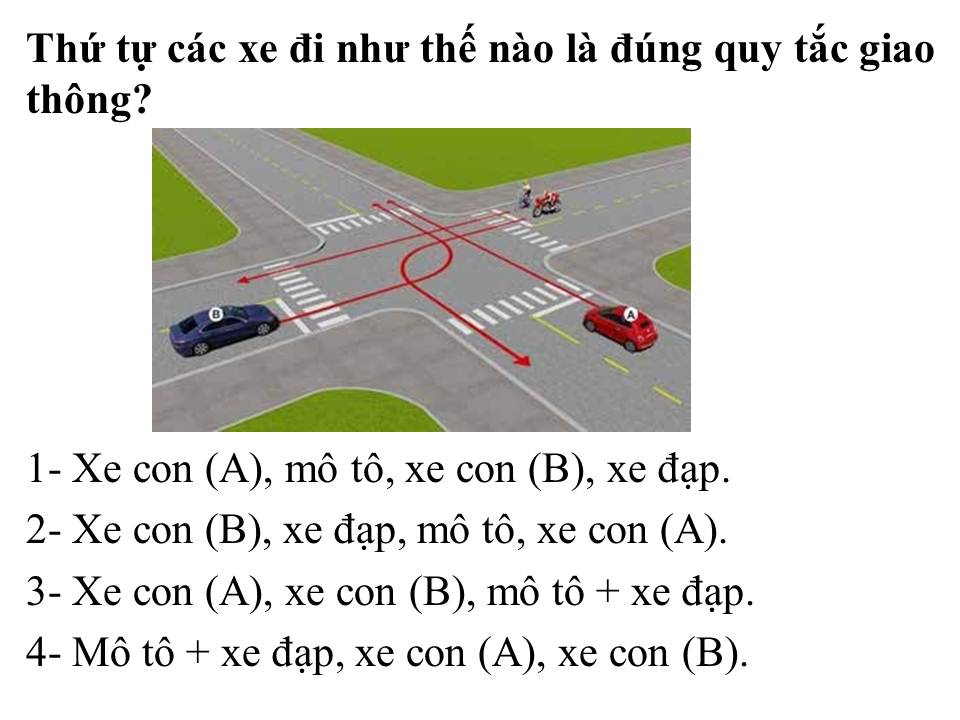 Thứ tự các xe đi như thế nào là đúng quy tắc giao
thông?
B
A
1- Xe con (A), mô tô, xe con (B), xe đạp.
2- Xe con (B), xe đạp, mô tô, xe con (A).
3- Xe con (A), xe con (B), mô tô + xe đạp.
4- Mô tô + xe đạp, xe con (A), xe con (B).